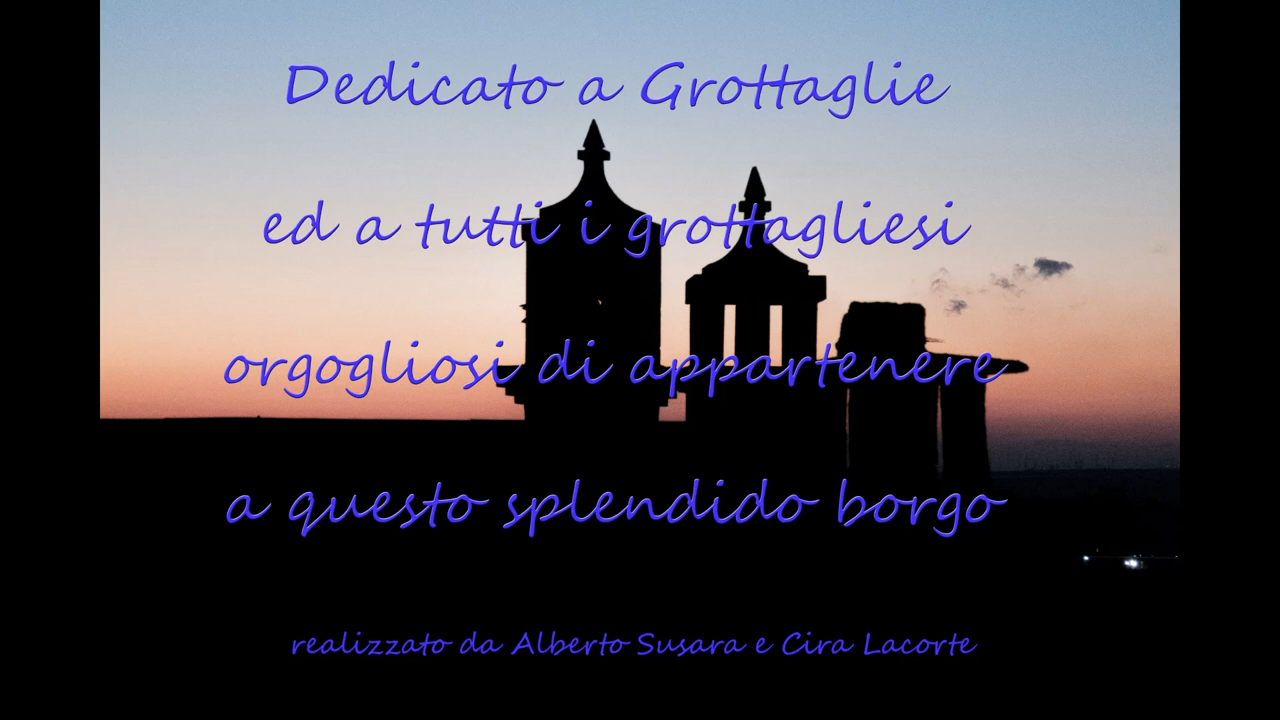 Dedicato a Grottaglie
ed a tutti i grottagliesi
orgogliosi di appartenere
a questo splendido borgo
realizzato da Alberto Susara e Cira Lacorte